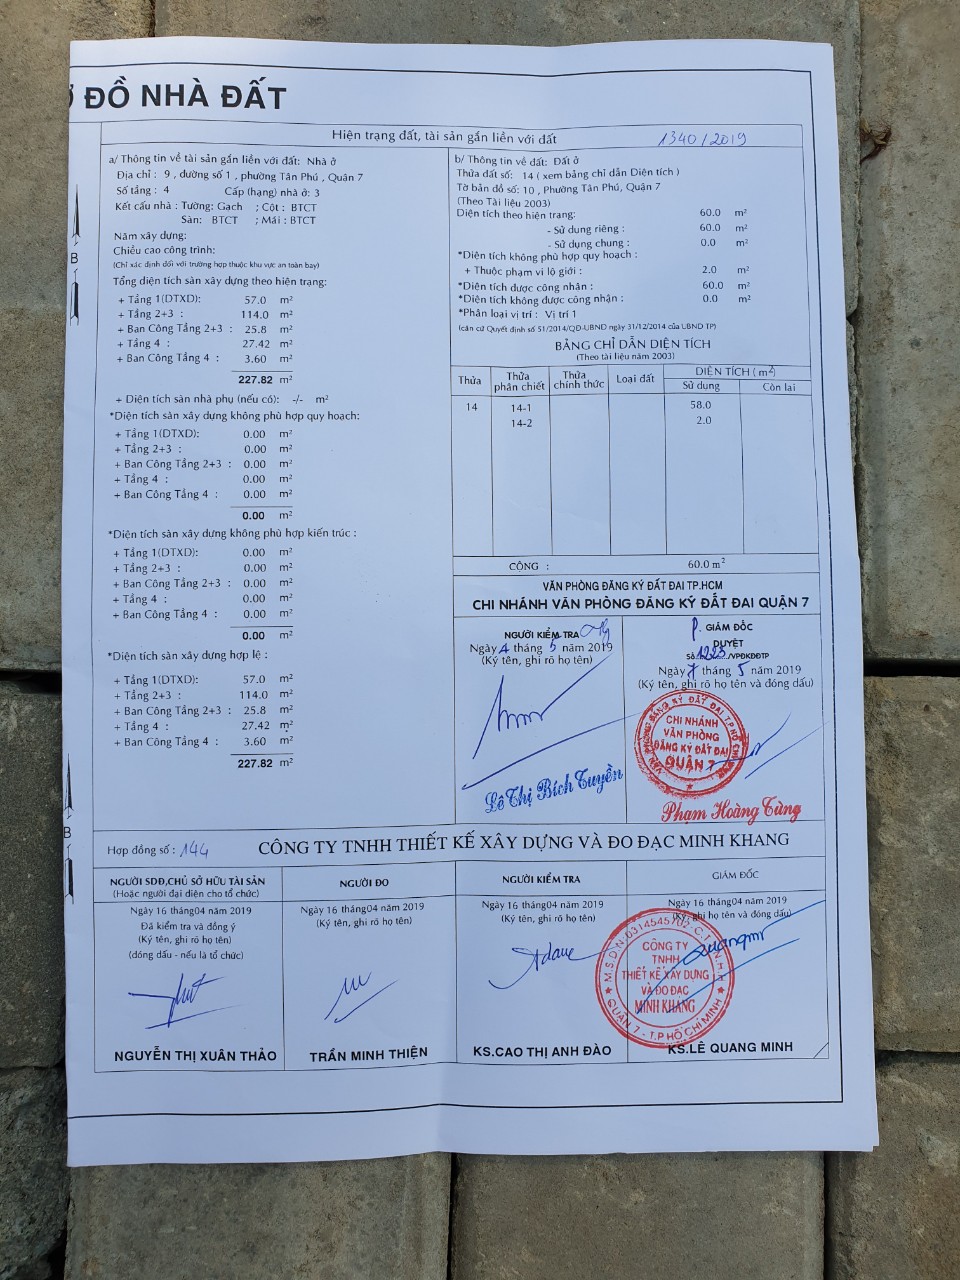 ĐỒ NHÀ ĐẤT
Hiện trạng đất, tài sản gắn liền với đất
1340/2019
B
B
a/ Thông tin về tài sản gắn liền với đất: Nhà ở
Địa chỉ : 9 , đường số 1 , phường Tân Phú , Quận 7
Số tầng : 4 Cấp (hạng) nhà ở: 3
Kết cấu nhà : Tường: Gạch ; Cột : BTCT
Sàn: BTCT ; Mái : BTCT
Năm xây dựng:
Chiều cao công trình:
(Chỉ xác định đối với trường hợp thuộc khu vực an toàn bay)
Tổng diện tích sàn xây dựng theo hiện trạng:
+ Tầng 1(DTXD): 57.0 m²
+ Tầng 2+3 : 114.0 m²
+ Ban Công Tầng 2+3 : 25.8 m²
+ Tầng 4 : 27.42 m²
+ Ban Công Tầng 4 : 3.60 m²
227.82 m²
+ Diện tích sàn nhà phụ (nếu có): -/- m²
*Diện tích sàn xây dựng không phù hợp quy hoạch:
+ Tầng 1(DTXD): 0.00 m²
+ Tầng 2+3 : 0.00 m²
+ Ban Công Tầng 2+3 : 0.00 m²
+ Tầng 4 : 0.00 m²
+ Ban Công Tầng 4 : 0.00 m²
0.00 m²
*Diện tích sàn xây dựng không phù hợp kiến trúc :
+ Tầng 1(DTXD): 0.00 m²
+ Tầng 2+3 : 0.00 m²
+ Ban Công Tầng 2+3 : 0.00 m²
+ Tầng 4 : 0.00 m²
+ Ban Công Tầng 4 : 0.00 m²
0.00 m²
*Diện tích sàn xây dựng hợp lệ :
+ Tầng 1(DTXD): 57.0 m²
+ Tầng 2+3 : 114.0 m²
+ Ban Công Tầng 2+3 : 25.8 m²
+ Tầng 4 : 27.42 m²
+ Ban Công Tầng 4 : 3.60 m²
227.82 m²
b/ Thông tin về đất: Đất ở
Thửa đất số: 14 ( xem bảng chỉ dẫn Diện tích )
Tờ bản đồ số: 10 , Phường Tân Phú, Quận 7
(Theo Tài liệu 2003)
Diện tích theo hiện trạng: 60.0 m²
- Sử dụng riêng : 60.0 m²
- Sử dụng chung : 0.0 m²
*Diện tích không phù hợp quy hoạch :
+ Thuộc phạm vi lộ giới : 2.0 m²
*Diện tích được công nhân : 60.0 m²
*Diện tích không được công nhận : 0.0 m²
*Phân loại vị trí : Vị trí 1
(căn cứ Quyết định số 51/2014/QĐ-UBND ngày 31/12/2014 của UBND TP)
BẢNG CHỈ DẪN DIỆN TÍCH
(Theo tài liệu năm 2003)
Thửa
Thửa phân chiết
Thửa chính thức
Loại đất
DIỆN TÍCH ( m² )
Sử dụng
Còn lại
14 14-1 58.0
14-2 2.0
CỘNG : 60.0 m²
VĂN PHÒNG ĐĂNG KÝ ĐẤT ĐAI TP.HCM
CHI NHÁNH VĂN PHÒNG ĐĂNG KÝ ĐẤT ĐAI QUẬN 7
NGƯỜI KIỂM TRA
Ngày 4 tháng 5 năm 2019
(Ký tên, ghi rõ họ tên)
Lê Thị Bích Tuyền
P. GIÁM ĐỐC
DUYỆT
Số: 1223/VPĐKĐĐTP
Ngày 7 tháng 5 năm 2019
(Ký tên, ghi rõ họ tên và đóng dấu)
CHI NHÁNH
VĂN PHÒNG
ĐĂNG KÝ ĐẤT ĐAI
QUẬN 7
Phạm Hoàng Tùng
Hợp đồng số : 144
CÔNG TY TNHH THIẾT KẾ XÂY DỰNG VÀ ĐO ĐẠC MINH KHANG
NGƯỜI SDĐ,CHỦ SỞ HỮU TÀI SẢN
(Hoặc người đại diện cho tổ chức)
Ngày 16 tháng04 năm 2019
Đã kiểm tra và đồng ý
(Ký tên, ghi rõ họ tên)
(đóng dấu - nếu là tổ chức)
NGUYỄN THỊ XUÂN THẢO
NGƯỜI ĐO
Ngày 16 tháng04 năm 2019
(Ký tên, ghi rõ họ tên)
TRẦN MINH THIỆN
NGƯỜI KIỂM TRA
Ngày 16 tháng04 năm 2019
(Ký tên, ghi rõ họ tên)
KS.CAO THỊ ANH ĐÀO
GIÁM ĐỐC
Ngày 16 tháng04 năm 2019
(Ký, ghi họ tên và đóng dấu)
CÔNG TY
TNHH
THIẾT KẾ XÂY DỰNG
VÀ ĐO ĐẠC
MINH KHANG
QUẬN 7 - T.P HỒ CHÍ MINH
KS.LÊ QUANG MINH